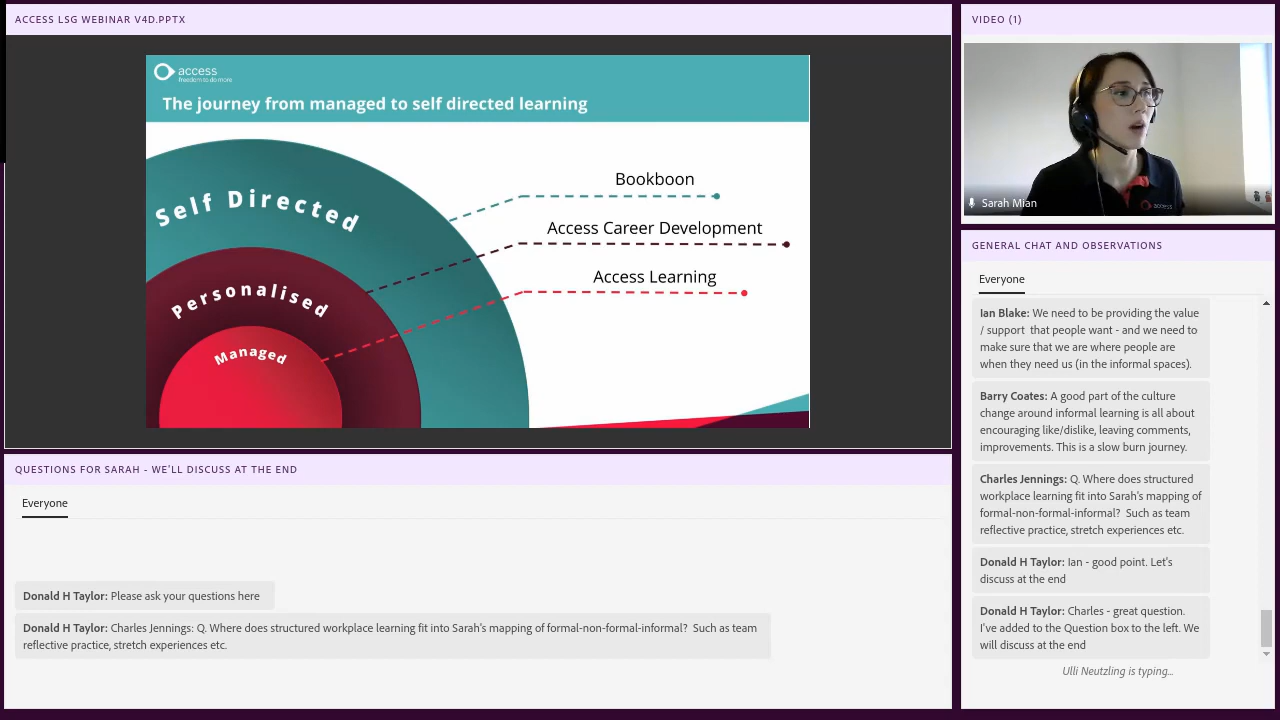 ACCESS LSG WEBINAR V4D.PPTX
access
freedom to do more
The journey from managed to self directed learning
Self Directed
Personalised
Managed
Bookboon
Access Career Development
Access Learning
VIDEO (1)
access
Sarah Mian
GENERAL CHAT AND OBSERVATIONS
Everyone
Ian Blake: We need to be providing the value
/ support  that people want - and we need to
make sure that we are where people are
when they need us (in the informal spaces).
Barry Coates: A good part of the culture
change around informal learning is all about
encouraging like/dislike, leaving comments,
improvements. This is a slow burn journey.
Charles Jennings: Q. Where does structured
workplace learning fit into Sarah's mapping of
formal-non-formal-informal?  Such as team
reflective practice, stretch experiences etc.
Donald H Taylor: Ian - good point. Let's
discuss at the end
Donald H Taylor: Charles - great question.
I've added to the Question box to the left. We
will discuss at the end
Ulli Neutzling is typing...
QUESTIONS FOR SARAH - WE'LL DISCUSS AT THE END
Everyone
Donald H Taylor: Please ask your questions here
Donald H Taylor: Charles Jennings: Q. Where does structured workplace learning fit into Sarah's mapping of formal-non-formal-informal?  Such as team
reflective practice, stretch experiences etc.